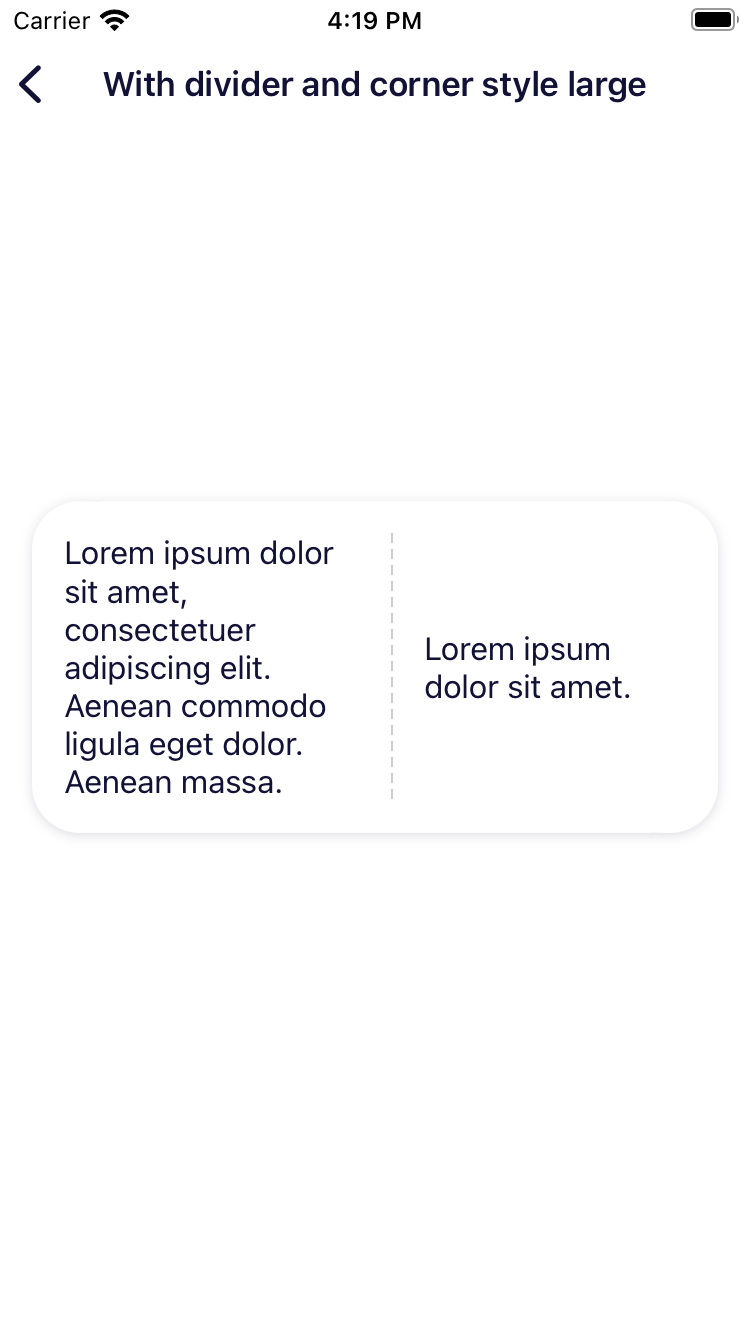 Carrier 4:19 PM
With divider and corner style large
Lorem ipsum dolor
sit amet,
consectetuer
adipiscing elit.
Aenean commodo
ligula eget dolor.
Aenean massa.
Lorem ipsum
dolor sit amet.